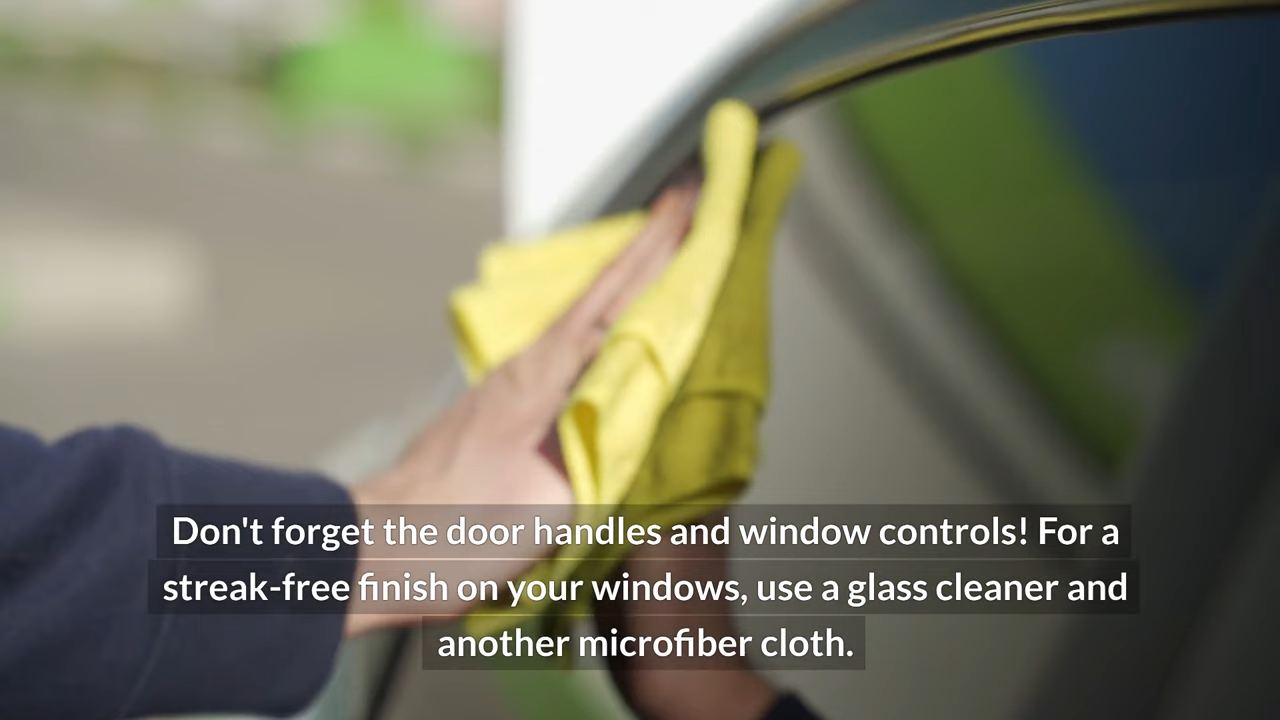 Don't forget the door handles and window controls! For a
streak-free finish on your windows, use a glass cleaner and
another microfiber cloth.